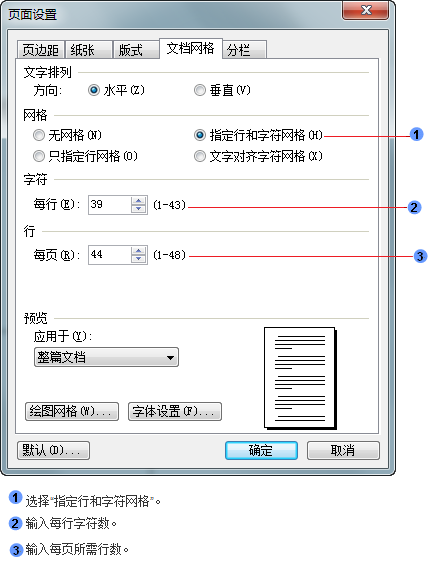 页面设置
页边距 纸张 版式 文档网格 分栏
文字排列
方向: 水平(Z) 垂直(V)
网格
无网格(N) 指定行和字符网格(H) 1
只指定行网格(O) 文字对齐字符网格(X)
字符
每行(E): 39 (1-43) 2
行
每页(R): 44 (1-48) 3
预览
应用于(Y):
整篇文档
绘图网格(W)... 字体设置(F)...
默认(D)... 确定 取消
1 选择“指定行和字符网格”。
2 输入每行字符数。
3 输入每页所需行数。